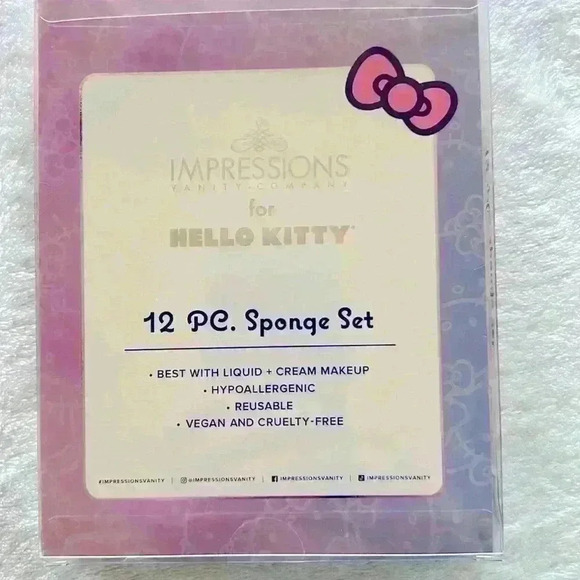 IMPRESSIONS
VANITY·COMPANY
for
HELLO KITTY®
12 PC. Sponge Set
• BEST WITH LIQUID + CREAM MAKEUP
• HYPOALLERGENIC
• REUSABLE
• VEGAN AND CRUELTY-FREE
#IMPRESSIONSVANITY | @IMPRESSIONSVANITY | IMPRESSIONSVANITY | IMPRESSIONSVANITY